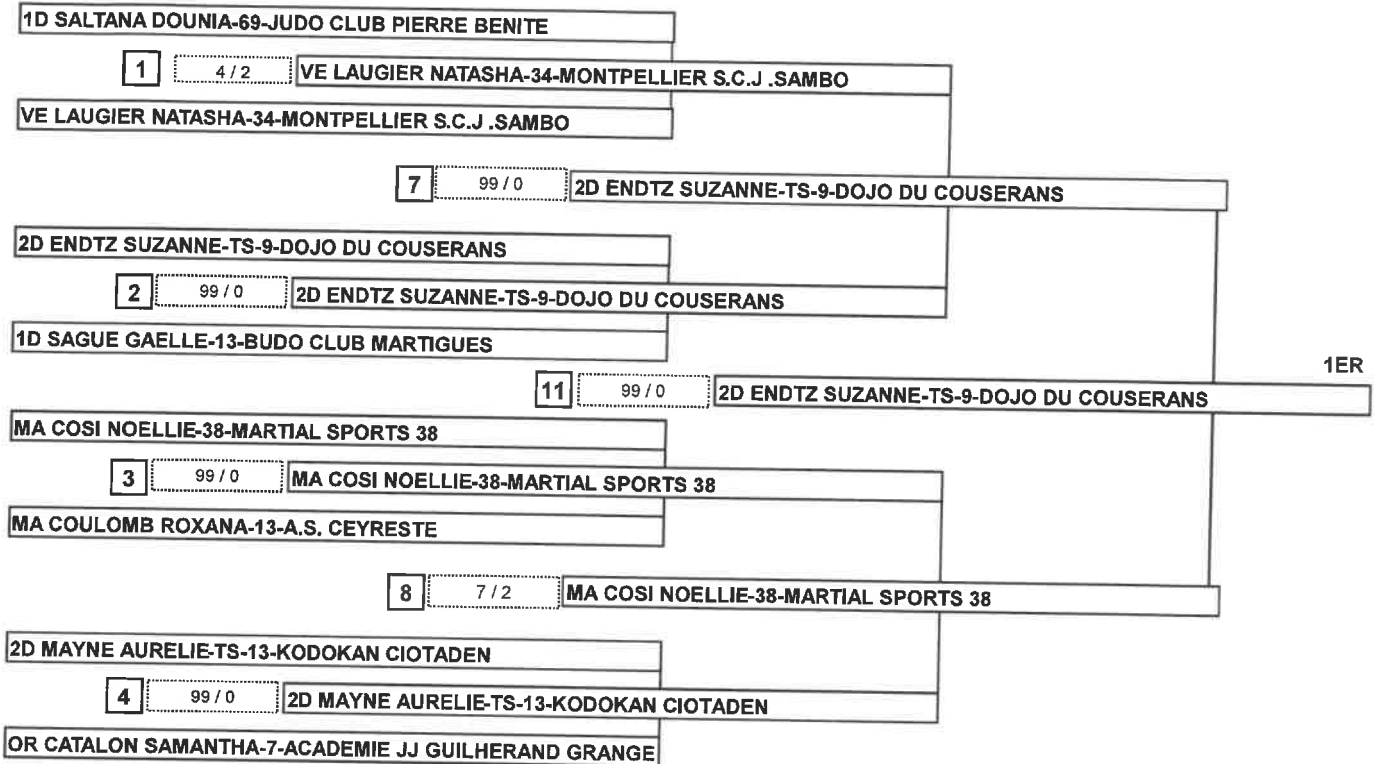 1D SALTANA DOUNIA-69-JUDO CLUB PIERRE BENITE
1 4 / 2 VE LAUGIER NATASHA-34-MONTPELLIER S.C.J .SAMBO
VE LAUGIER NATASHA-34-MONTPELLIER S.C.J .SAMBO
7 99 / 0 2D ENDTZ SUZANNE-TS-9-DOJO DU COUSERANS
2D ENDTZ SUZANNE-TS-9-DOJO DU COUSERANS
2 99 / 0 2D ENDTZ SUZANNE-TS-9-DOJO DU COUSERANS
1D SAGUE GAELLE-13-BUDO CLUB MARTIGUES
1ER
11 99 / 0 2D ENDTZ SUZANNE-TS-9-DOJO DU COUSERANS
MA COSI NOELLIE-38-MARTIAL SPORTS 38
3 99 / 0 MA COSI NOELLIE-38-MARTIAL SPORTS 38
MA COULOMB ROXANA-13-A.S. CEYRESTE
8 7 / 2 MA COSI NOELLIE-38-MARTIAL SPORTS 38
2D MAYNE AURELIE-TS-13-KODOKAN CIOTADEN
4 99 / 0 2D MAYNE AURELIE-TS-13-KODOKAN CIOTADEN
OR CATALON SAMANTHA-7-ACADEMIE JJ GUILHERAND GRANGE